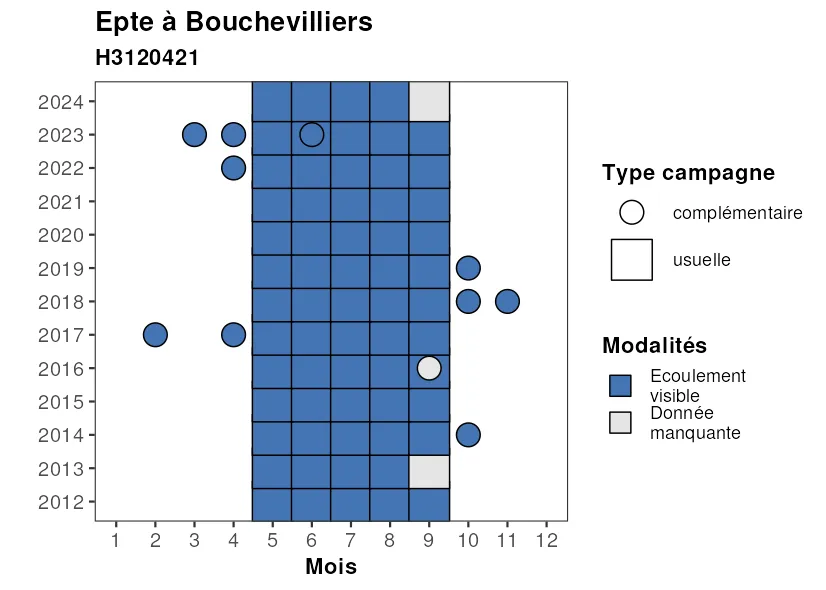 Epte à Bouchevilliers
H3120421
2024
2023
2022
2021
2020
2019
2018
2017
2016
2015
2014
2013
2012
1 2 3 4 5 6 7 8 9 10 11 12
Mois
Type campagne
complémentaire
usuelle
Modalités
Ecoulement
visible
Donnée
manquante